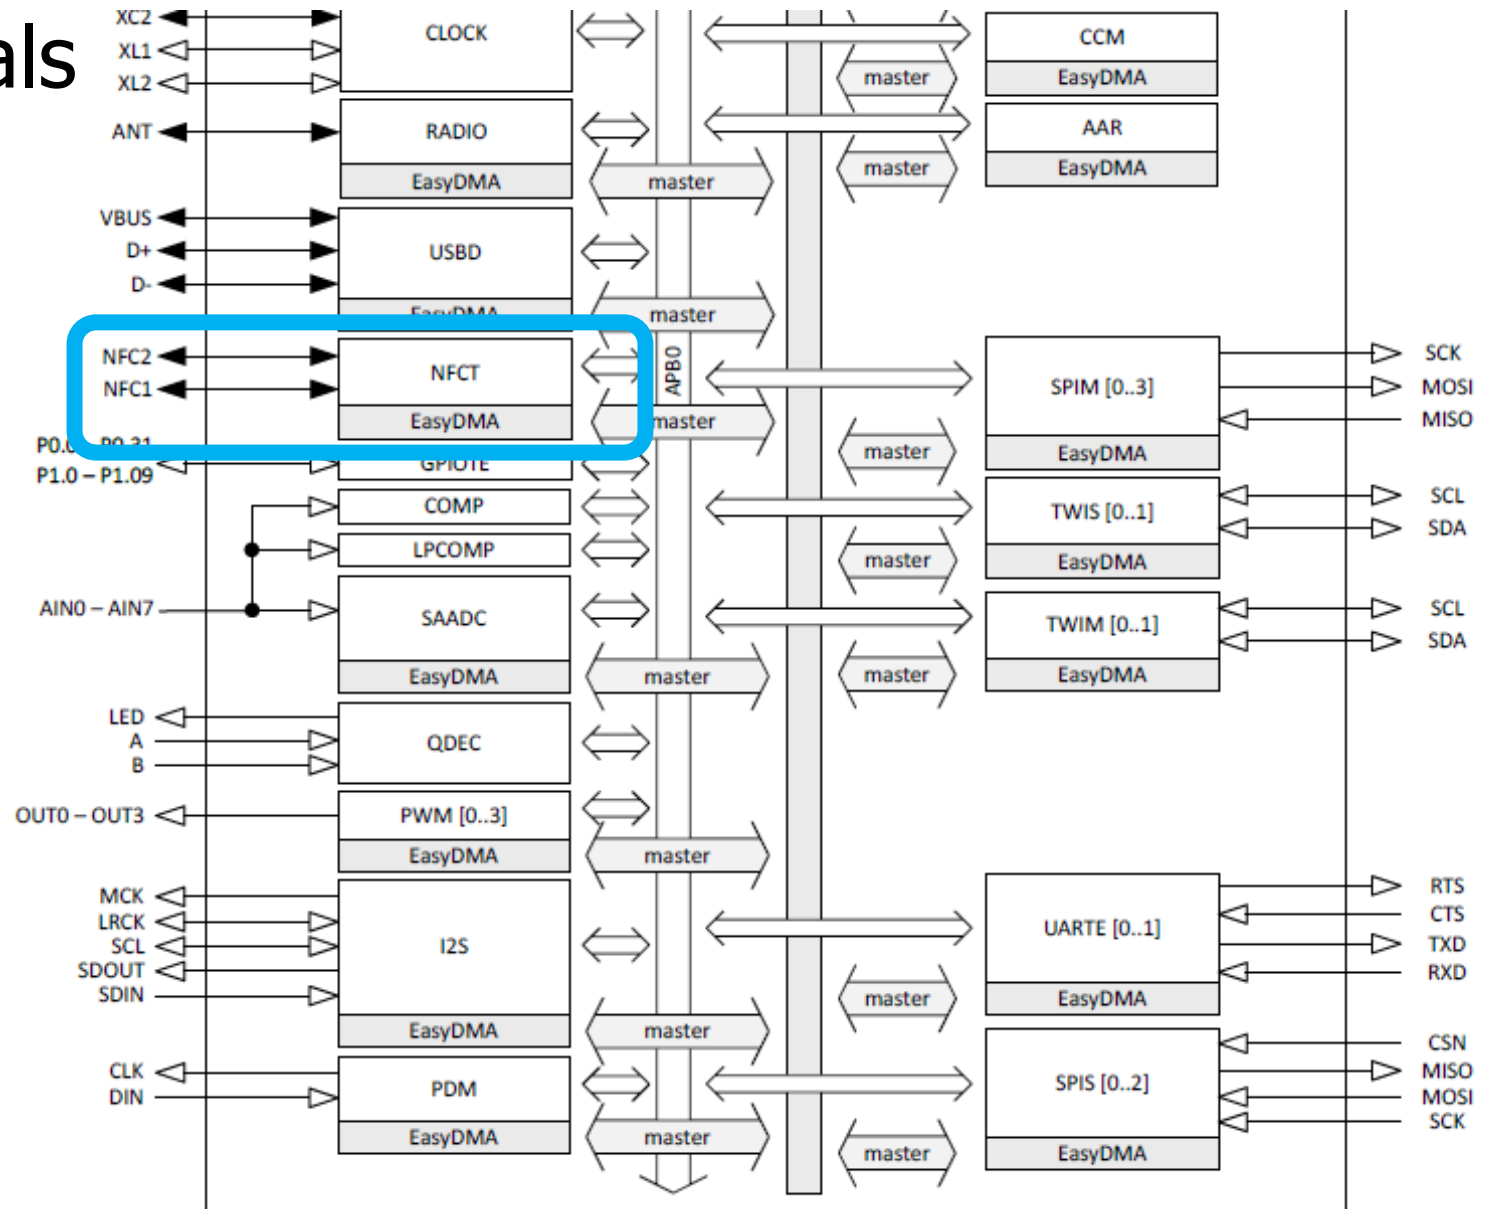 als
XC2
XL1
XL2
CLOCK
ANT
RADIO
EasyDMA
master
VBUS
D+
D-
USBD
EasyDMA
master
NFC2
NFC1
NFCT
EasyDMA
master
APB0
P1.0 – P1.09
GPIOTE
COMP
LPCOMP
AIN0 – AIN7
SAADC
EasyDMA
master
LED
A
B
QDEC
OUT0 – OUT3
PWM [0..3]
EasyDMA
master
MCK
LRCK
SCL
SDOUT
SDIN
I2S
EasyDMA
master
CLK
DIN
PDM
EasyDMA
master
CCM
master
EasyDMA
AAR
master
EasyDMA
SPIM [0..3]
SCK
MOSI
MISO
master
EasyDMA
TWIS [0..1]
SCL
SDA
master
EasyDMA
TWIM [0..1]
SCL
SDA
master
EasyDMA
UARTE [0..1]
RTS
CTS
TXD
RXD
master
EasyDMA
SPIS [0..2]
CSN
MISO
MOSI
SCK
master
EasyDMA